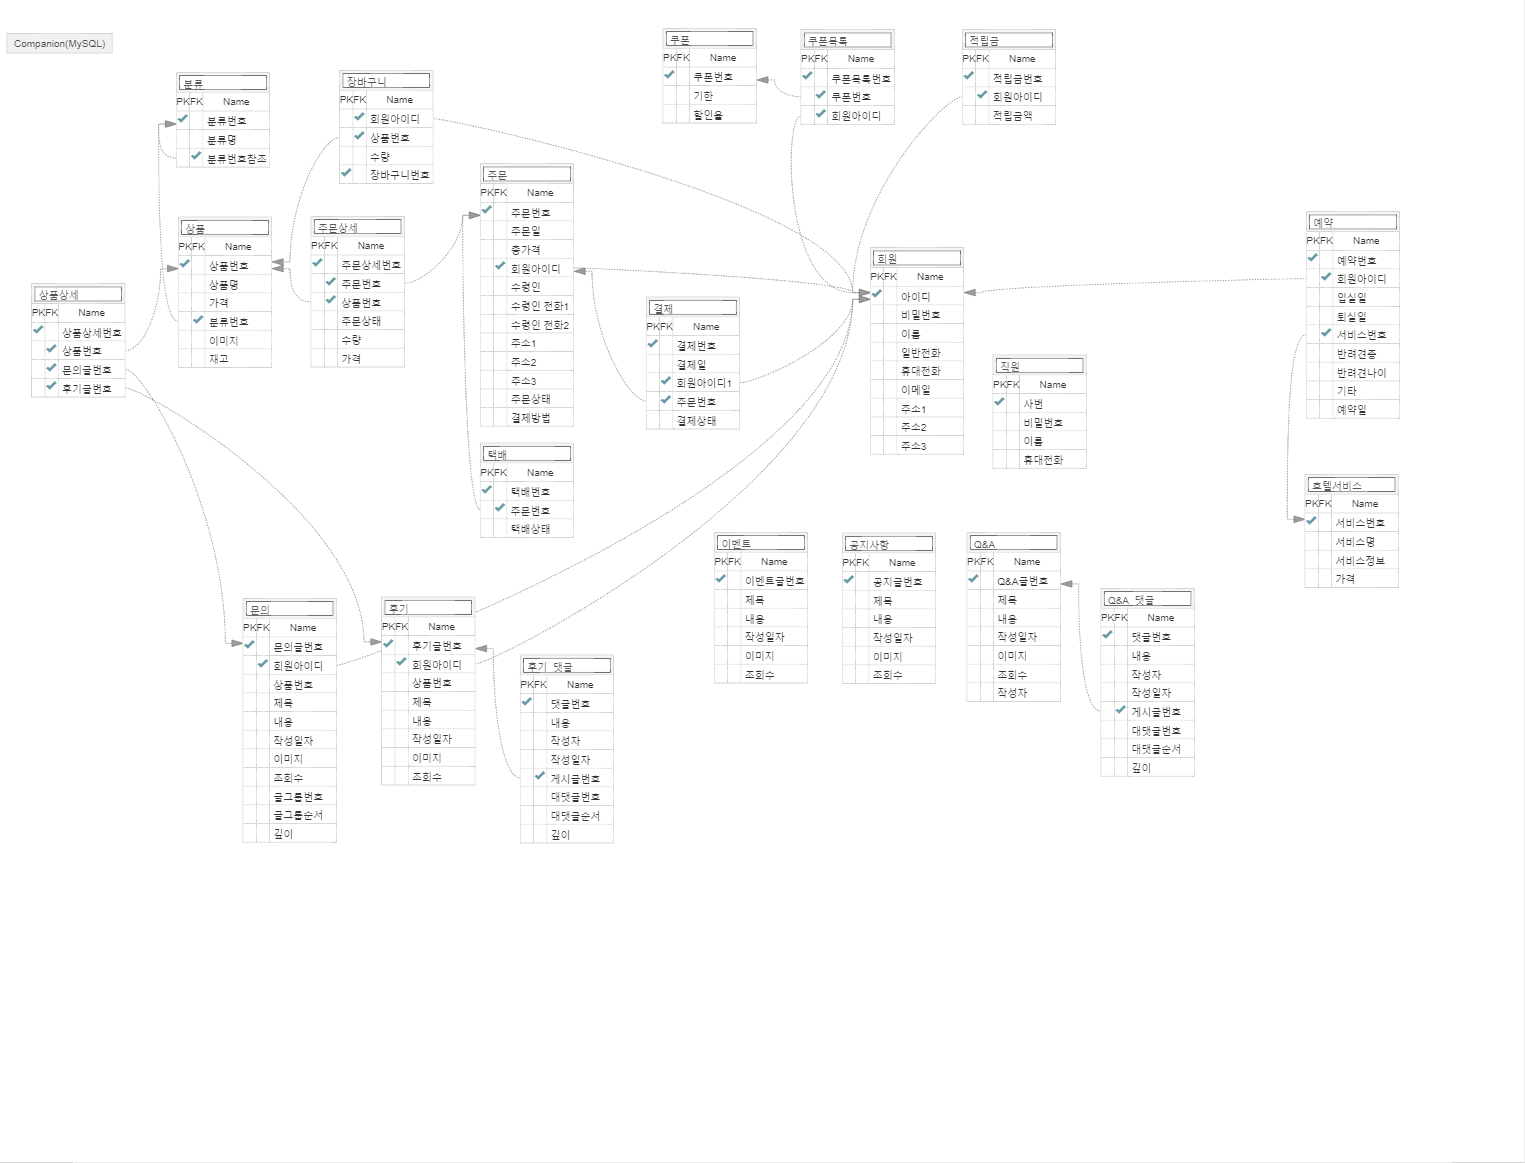 Companion(MySQL)
분류
PK FK Name
분류번호
분류명
분류번호참조
장바구니
PK FK Name
회원아이디
상품번호
수량
장바구니번호
쿠폰
PK FK Name
쿠폰번호
기한
할인율
쿠폰목록
PK FK Name
쿠폰목록번호
쿠폰번호
회원아이디
적립금
PK FK Name
적립금번호
회원아이디
적립금액
상품
PK FK Name
상품번호
상품명
가격
분류번호
이미지
재고
주문상세
PK FK Name
주문상세번호
주문번호
상품번호
주문상태
수량
가격
주문
PK FK Name
주문번호
주문일
총가격
회원아이디
수령인
수령인 전화1
수령인 전화2
주소1
주소2
주소3
주문상태
결제방법
상품상세
PK FK Name
상품상세번호
상품번호
문의글번호
후기글번호
결제
PK FK Name
결제번호
결제일
회원아이디1
주문번호
결제상태
회원
PK FK Name
아이디
비밀번호
이름
일반전화
휴대전화
이메일
주소1
주소2
주소3
직원
PK FK Name
사번
비밀번호
이름
휴대전화
예약
PK FK Name
예약번호
회원아이디
입실일
퇴실일
서비스번호
반려견종
반려견나이
기타
예약일
택배
PK FK Name
택배번호
주문번호
택배상태
호텔서비스
PK FK Name
서비스번호
서비스명
서비스정보
가격
이벤트
PK FK Name
이벤트글번호
제목
내용
작성일자
이미지
조회수
공지사항
PK FK Name
공지글번호
제목
내용
작성일자
이미지
조회수
Q&A
PK FK Name
Q&A글번호
제목
내용
작성일자
이미지
조회수
작성자
Q&A_댓글
PK FK Name
댓글번호
내용
작성자
작성일자
게시글번호
대댓글번호
대댓글순서
깊이
문의
PK FK Name
문의글번호
회원아이디
상품번호
제목
내용
작성일자
이미지
조회수
글그룹번호
글그룹순서
깊이
후기
PK FK Name
후기글번호
회원아이디
상품번호
제목
내용
작성일자
이미지
조회수
후기_댓글
PK FK Name
댓글번호
내용
작성자
작성일자
게시글번호
대댓글번호
대댓글순서
깊이